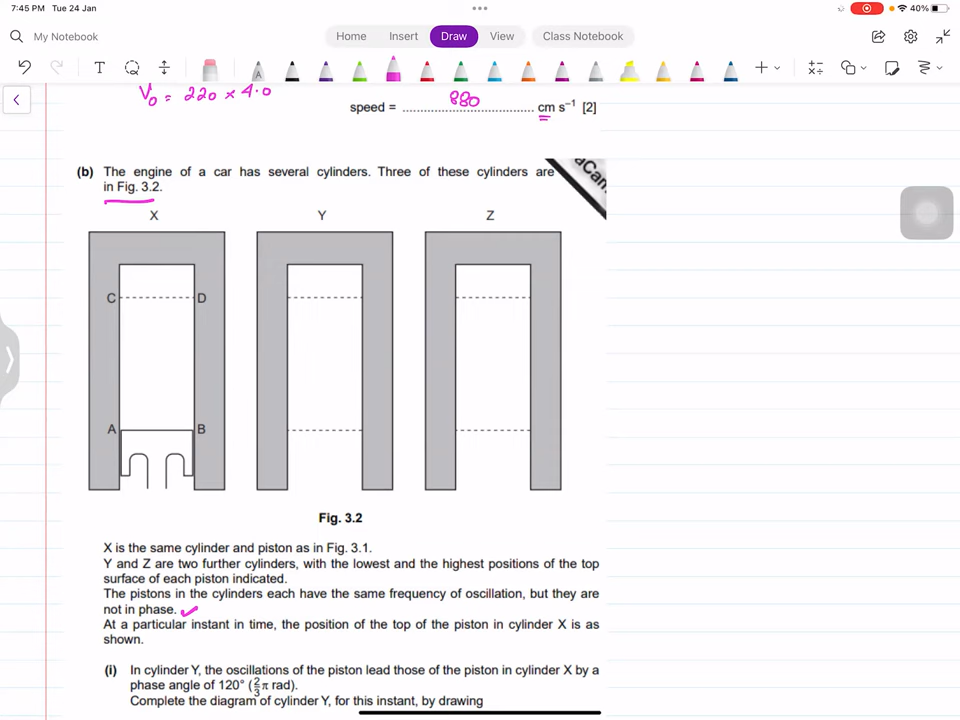 7:45 PM Tue 24 Jan
40%
My Notebook
Home Insert Draw View Class Notebook
T
A
V₀ = 220 × 4.0
speed = .......... 880 .......... cm s⁻¹ [2]
(b) The engine of a car has several cylinders. Three of these cylinders are
in Fig. 3.2.
aCam
X Y Z
C D
A B
Fig. 3.2
X is the same cylinder and piston as in Fig. 3.1.
Y and Z are two further cylinders, with the lowest and the highest positions of the top
surface of each piston indicated.
The pistons in the cylinders each have the same frequency of oscillation, but they are
not in phase.
At a particular instant in time, the position of the top of the piston in cylinder X is as
shown.
(i) In cylinder Y, the oscillations of the piston lead those of the piston in cylinder X by a
phase angle of 120° (⅔π rad).
Complete the diagram of cylinder Y, for this instant, by drawing